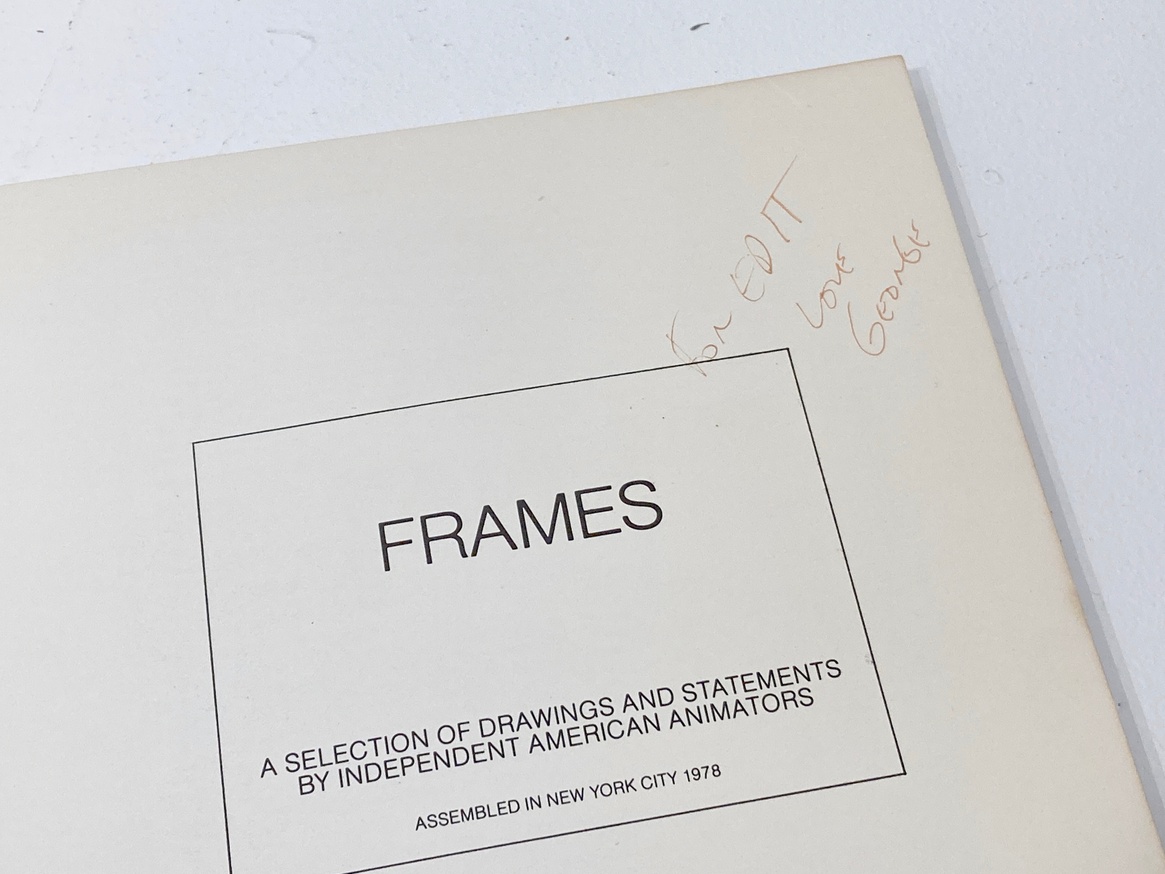 FOR EDIT
LOVE
GEORGE
FRAMES
A SELECTION OF DRAWINGS AND STATEMENTS
BY INDEPENDENT AMERICAN ANIMATORS
ASSEMBLED IN NEW YORK CITY 1978